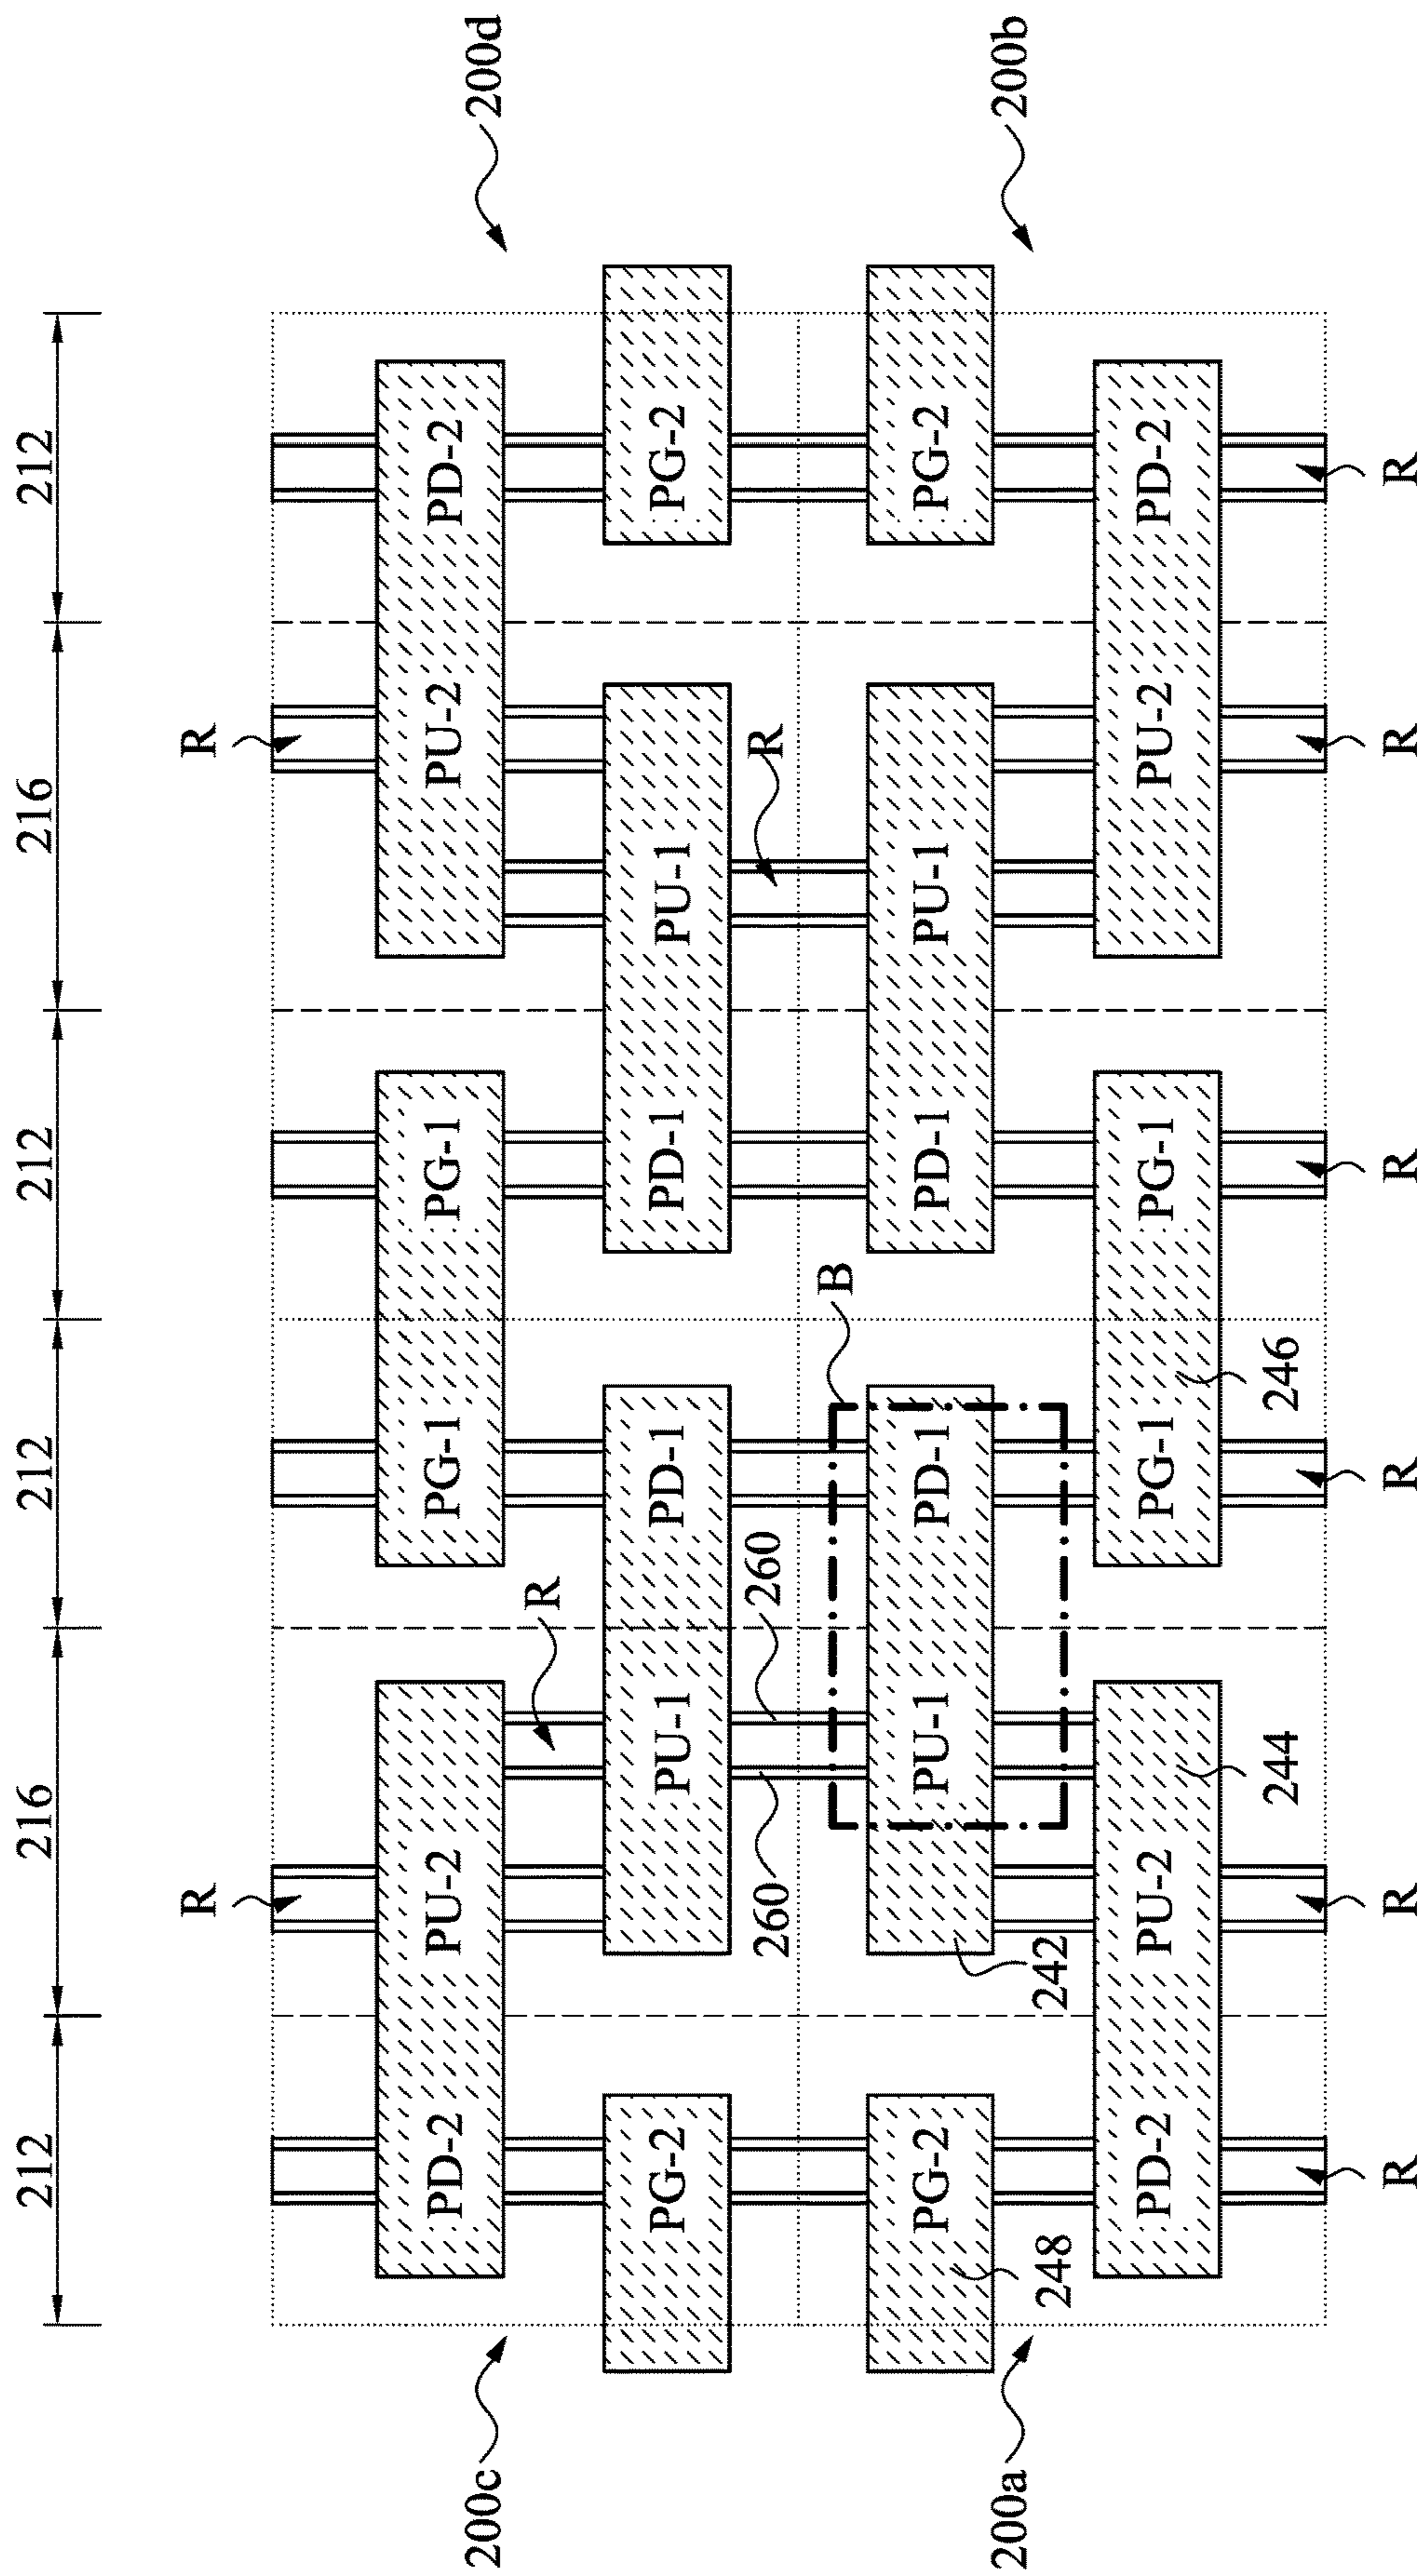 212 216 212 212 216 212
R R
PD-2 PU-2 PG-1 PG-1 PU-2 PD-2
200c 200d
R
PG-2 PU-1 PD-1 PD-1 PU-1 PG-2
260 260 R
B
PG-2 PU-1 PD-1 PD-1 PU-1 PG-2
200a 200b
248 242
PD-2 PU-2 PG-1 PG-1 PU-2 PD-2
244 246
R R R R R R